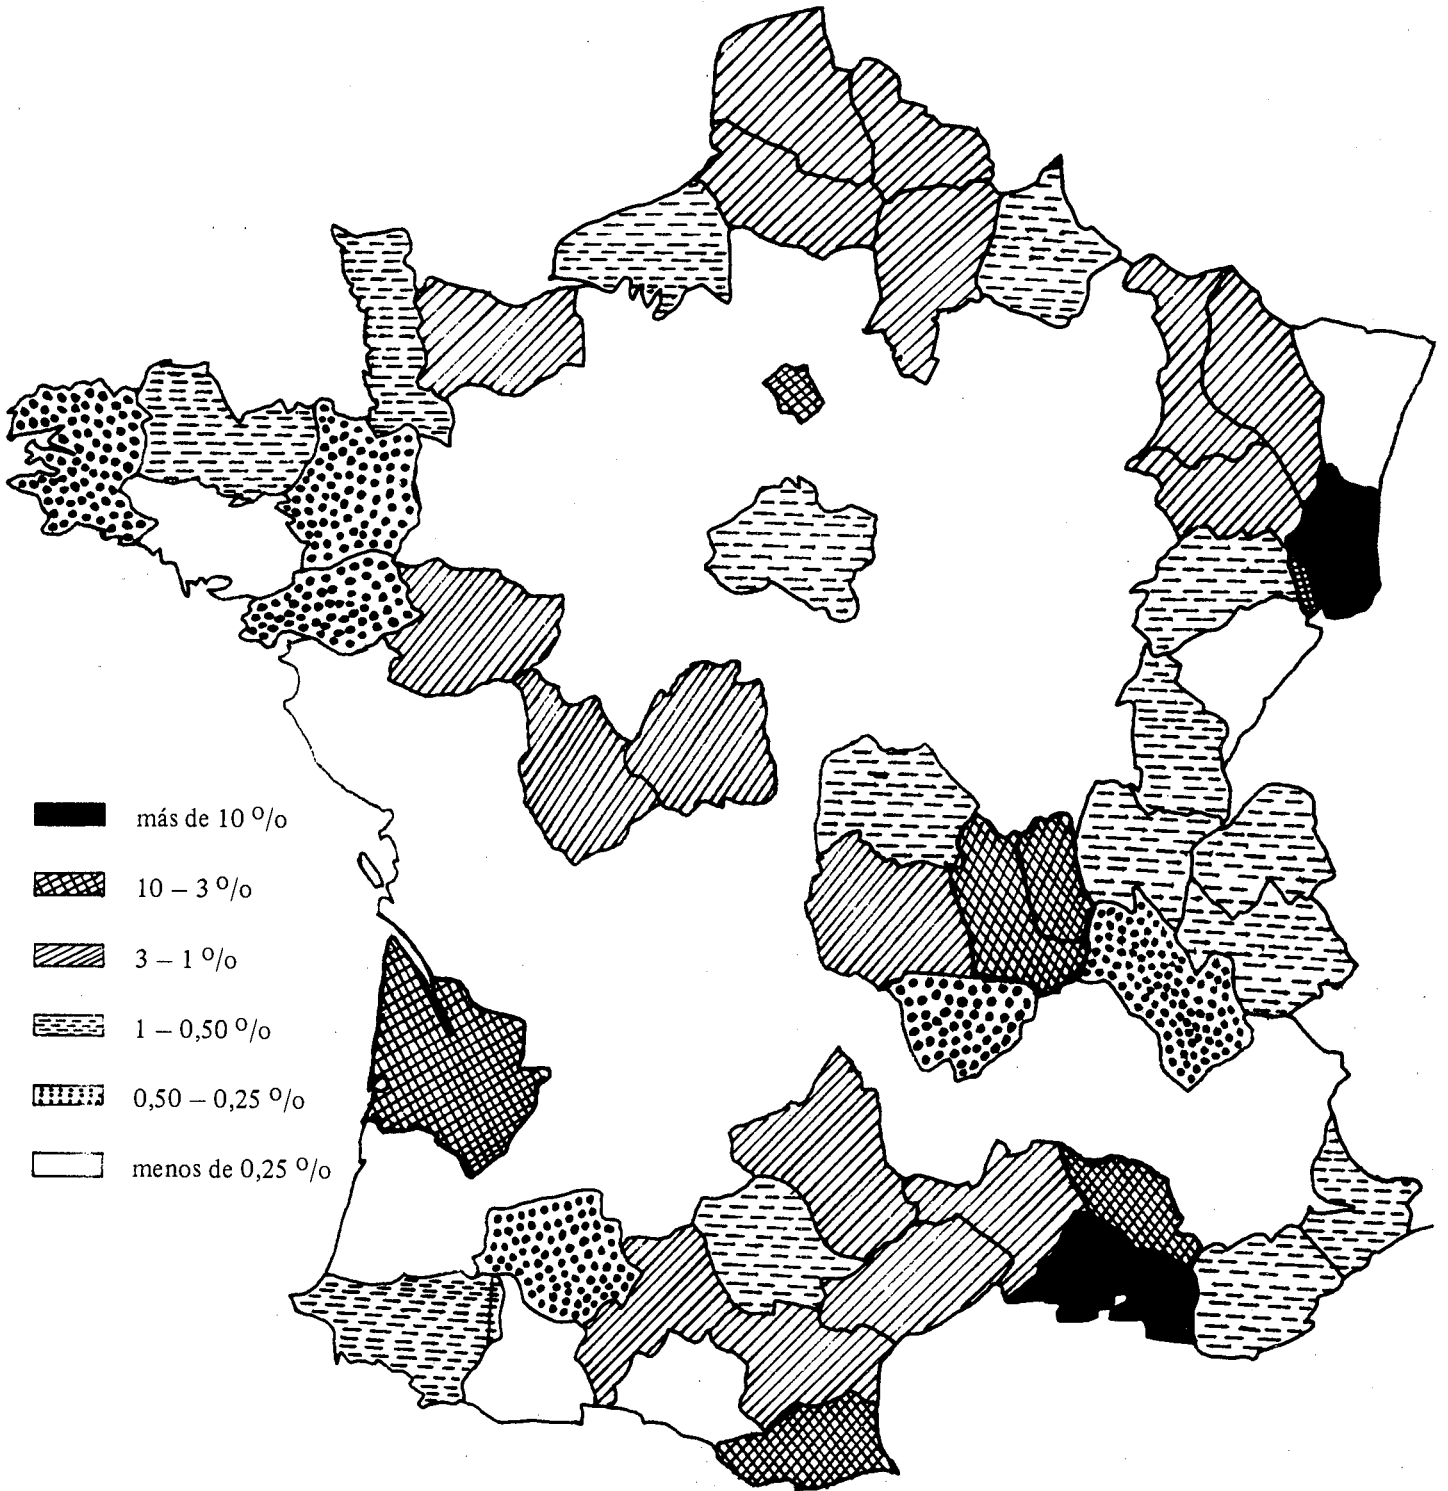 más de 10 º/o
10 – 3 º/o
3 – 1 º/o
1 – 0,50 º/o
0,50 – 0,25 º/o
menos de 0,25 º/o